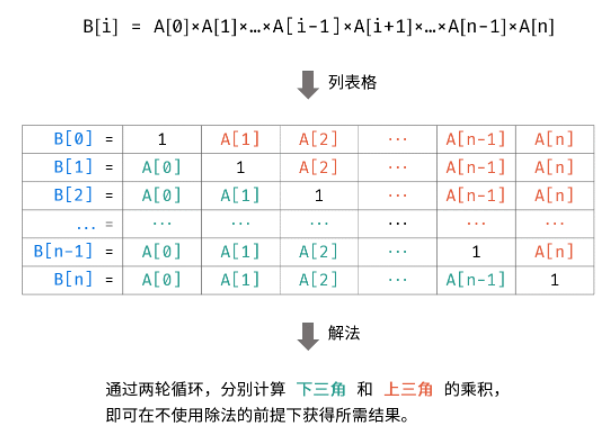 B[i] = A[0]×A[1]×…×A[i-1]×A[i+1]×…×A[n-1]×A[n]
列表格
B[0] = 1 A[1] A[2] ... A[n-1] A[n]
B[1] = A[0] 1 A[2] ... A[n-1] A[n]
B[2] = A[0] A[1] 1 ... A[n-1] A[n]
... = ... ... ... ... ... ...
B[n-1] = A[0] A[1] A[2] ... 1 A[n]
B[n] = A[0] A[1] A[2] ... A[n-1] 1
解法
通过两轮循环，分别计算 下三角 和 上三角 的乘积，
即可在不使用除法的前提下获得所需结果。